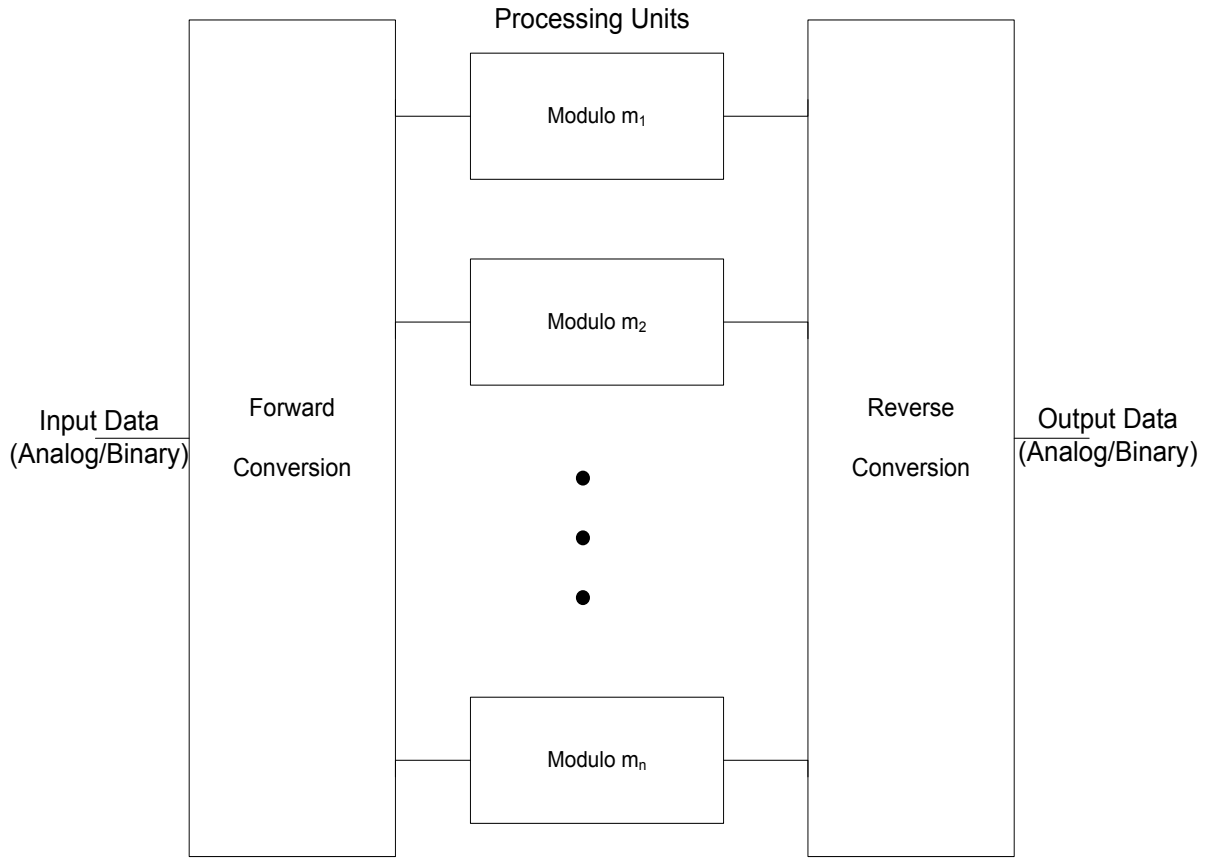 Processing Units
Modulo m₁
Modulo m₂
Input Data
(Analog/Binary)
Forward
Conversion
Reverse
Conversion
Output Data
(Analog/Binary)
Modulo mₙ